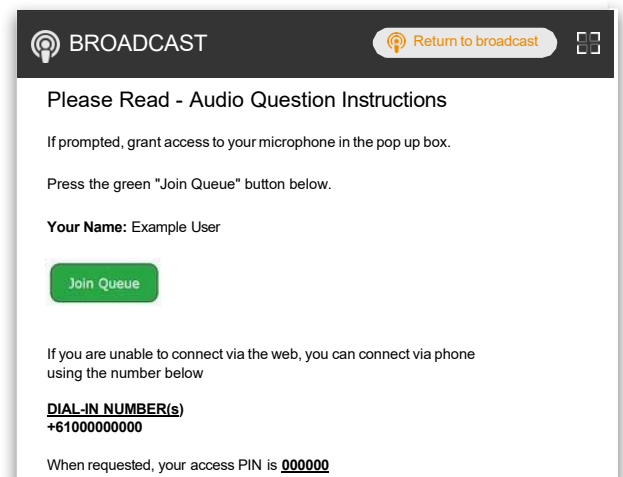 BROADCAST
Return to broadcast
Please Read - Audio Question Instructions
If prompted, grant access to your microphone in the pop up box.
Press the green "Join Queue" button below.
Your Name: Example User
Join Queue
If you are unable to connect via the web, you can connect via phone
using the number below
DIAL-IN NUMBER(s)
+61000000000
When requested, your access PIN is 000000